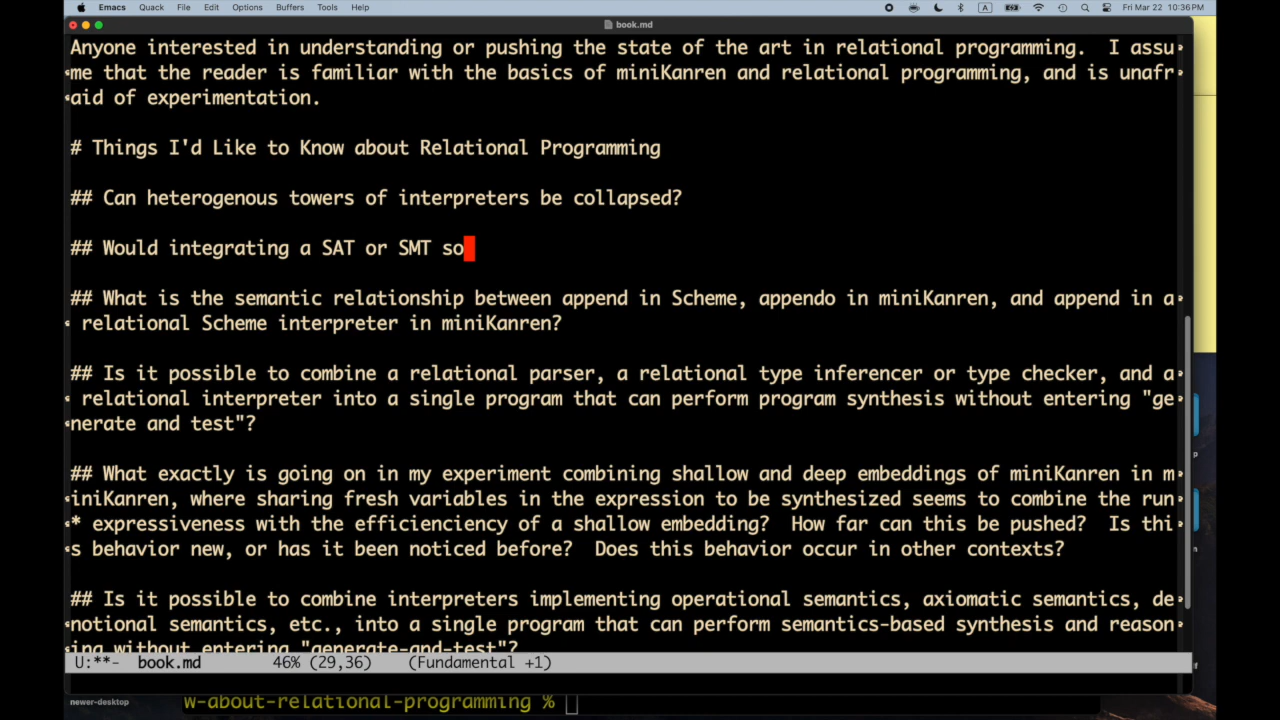 Emacs Quack File Edit Options Buffers Tools Help A Fri Mar 22 10:36 PM
book.md
Anyone interested in understanding or pushing the state of the art in relational programming.  I assu
me that the reader is familiar with the basics of miniKanren and relational programming, and is unafr
aid of experimentation.
# Things I'd Like to Know about Relational Programming
## Can heterogenous towers of interpreters be collapsed?
## Would integrating a SAT or SMT so
## What is the semantic relationship between append in Scheme, appendo in miniKanren, and append in a
relational Scheme interpreter in miniKanren?
## Is it possible to combine a relational parser, a relational type inferencer or type checker, and a
relational interpreter into a single program that can perform program synthesis without entering "ge
nerate and test"?
## What exactly is going on in my experiment combining shallow and deep embeddings of miniKanren in m
iniKanren, where sharing fresh variables in the expression to be synthesized seems to combine the run
* expressiveness with the efficienciency of a shallow embedding?  How far can this be pushed?  Is thi
s behavior new, or has it been noticed before?  Does this behavior occur in other contexts?
## Is it possible to combine interpreters implementing operational semantics, axiomatic semantics, de
notional semantics, etc., into a single program that can perform semantics-based synthesis and reason
ing without entering "generate-and-test"?
U:**-  book.md  46% (29,36)  (Fundamental +1)
newer-desktop
w-about-relational-programming %